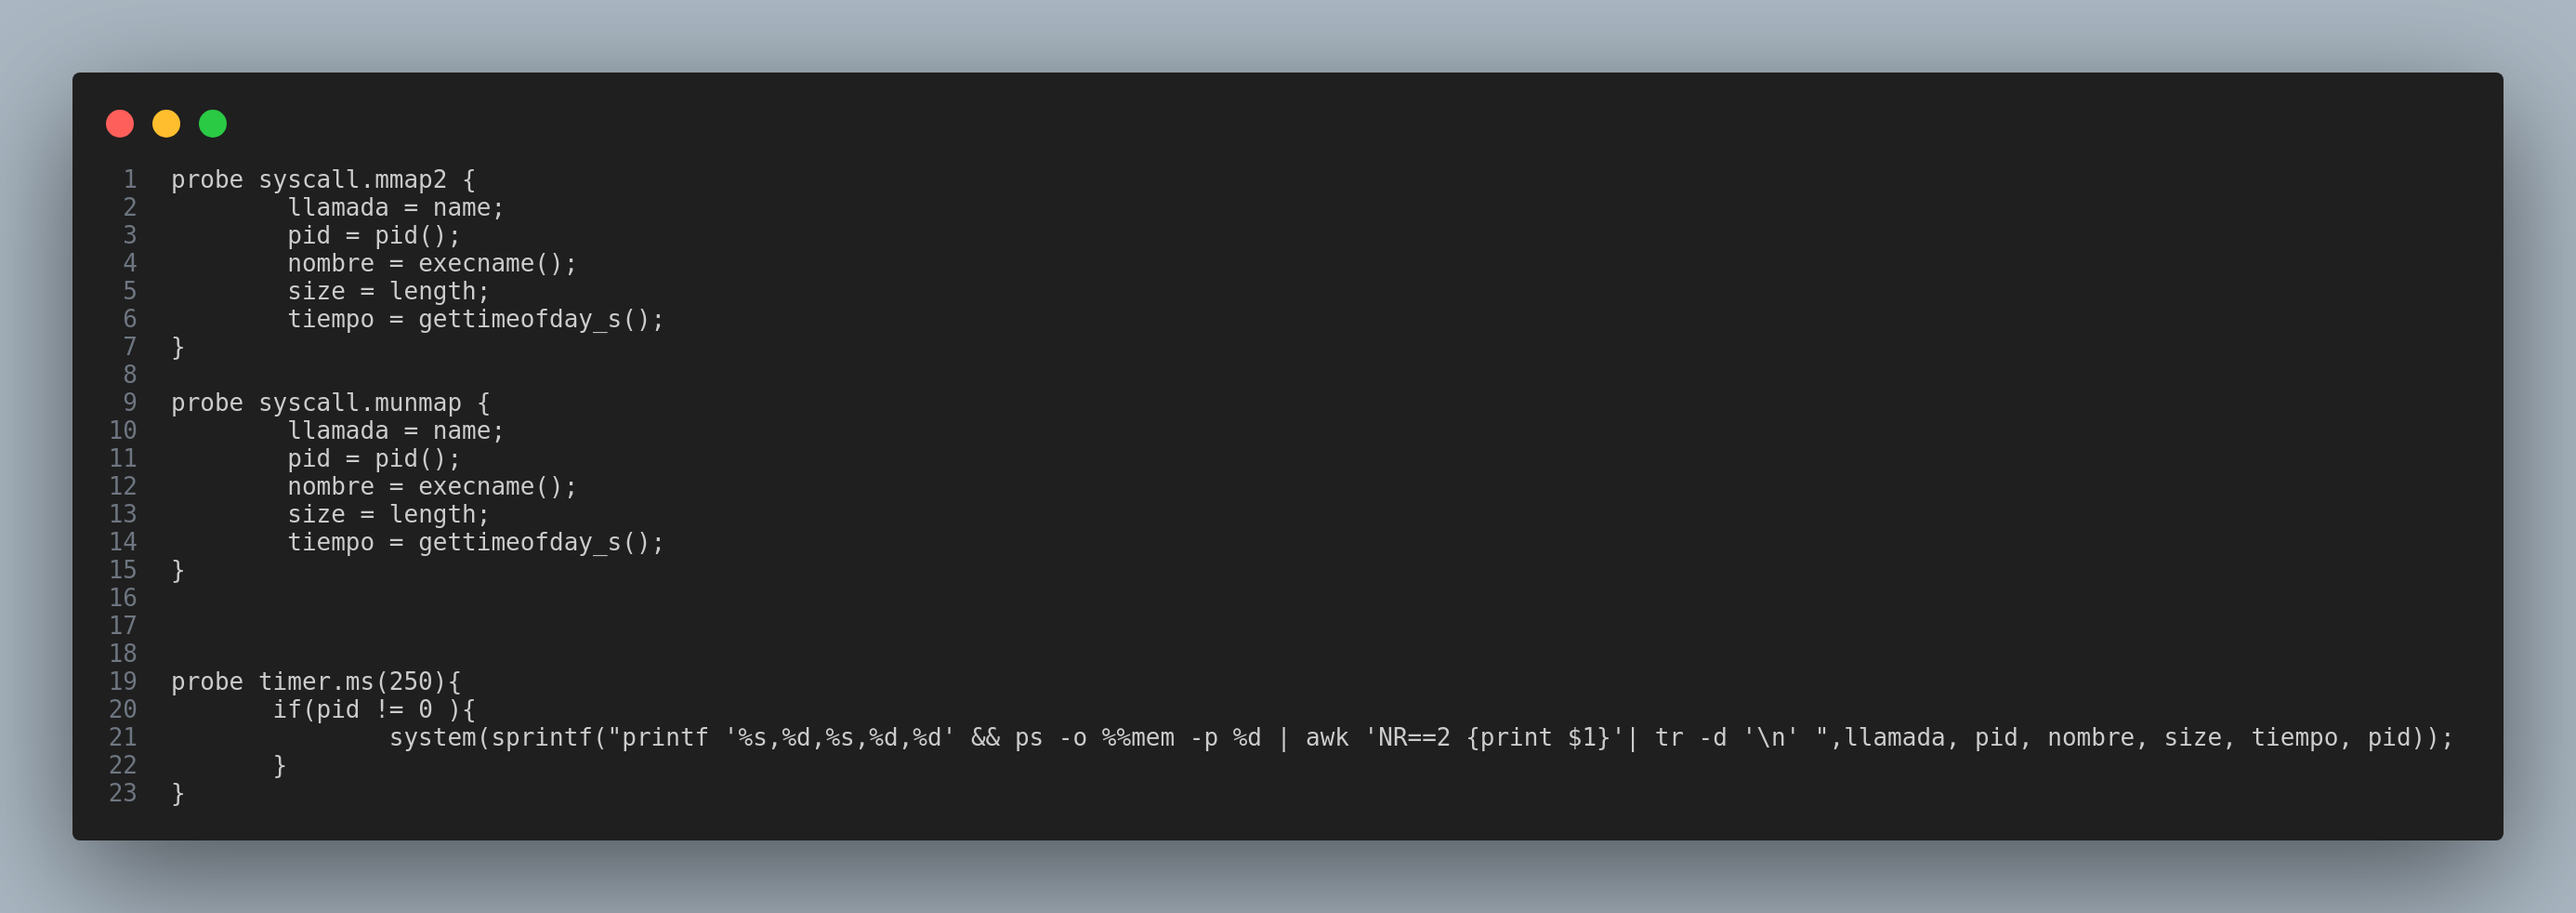 1 probe syscall.mmap2 {
2         llamada = name;
3         pid = pid();
4         nombre = execname();
5         size = length;
6         tiempo = gettimeofday_s();
7 }
8
9 probe syscall.munmap {
10         llamada = name;
11         pid = pid();
12         nombre = execname();
13         size = length;
14         tiempo = gettimeofday_s();
15 }
16
17
18
19 probe timer.ms(250){
20        if(pid != 0 ){
21                system(sprintf("printf '%s,%d,%s,%d,%d' && ps -o %%mem -p %d | awk 'NR==2 {print $1}'| tr -d '\n' ",llamada, pid, nombre, size, tiempo, pid));
22        }
23 }